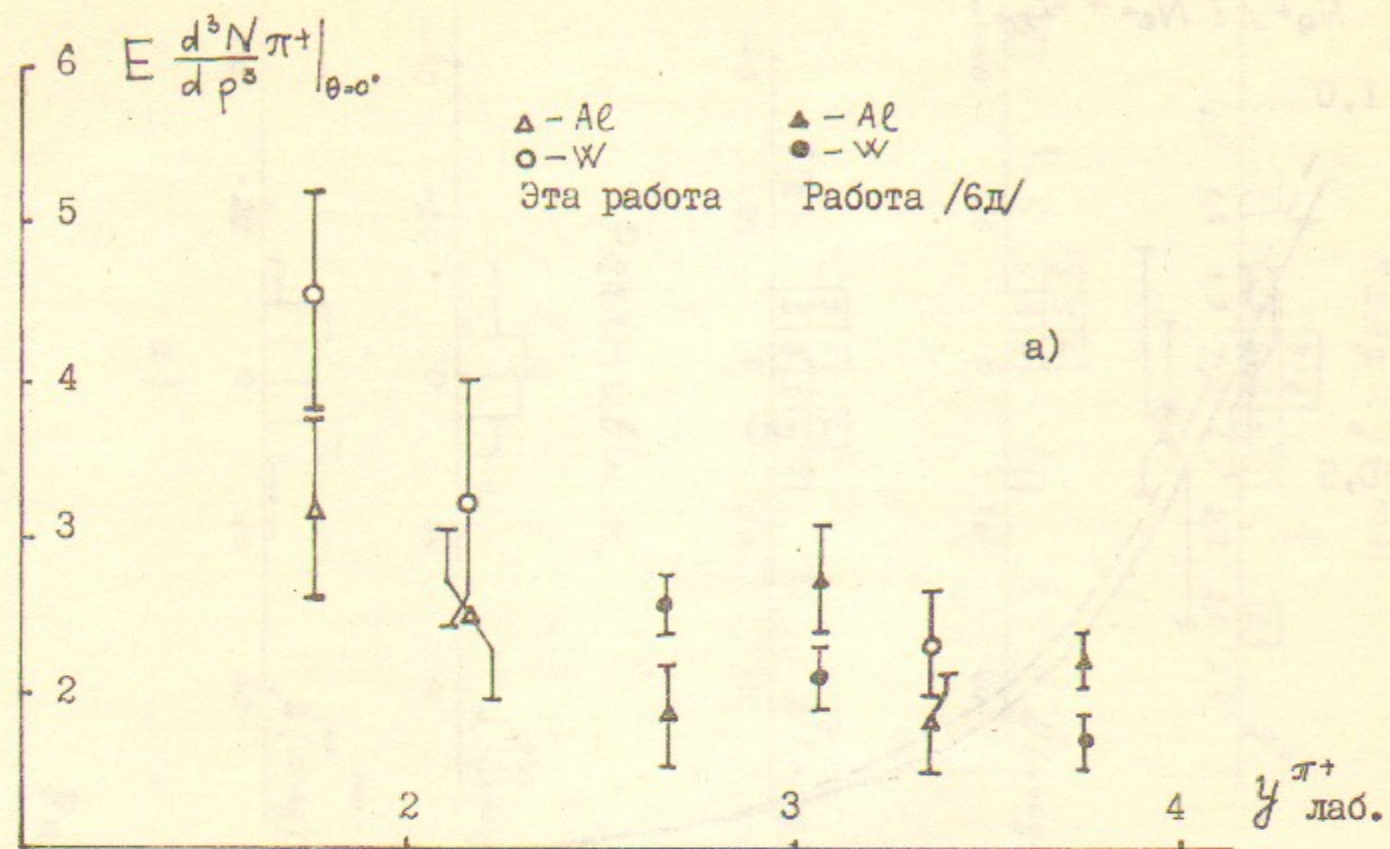 6 E d³N/dp³ π⁺|θ=0°
△ – Al ▲ – Al
○ – W ● – W
Эта работа Работа /6д/
5
а)
4
3
2
2 3 4 y π⁺ лаб.